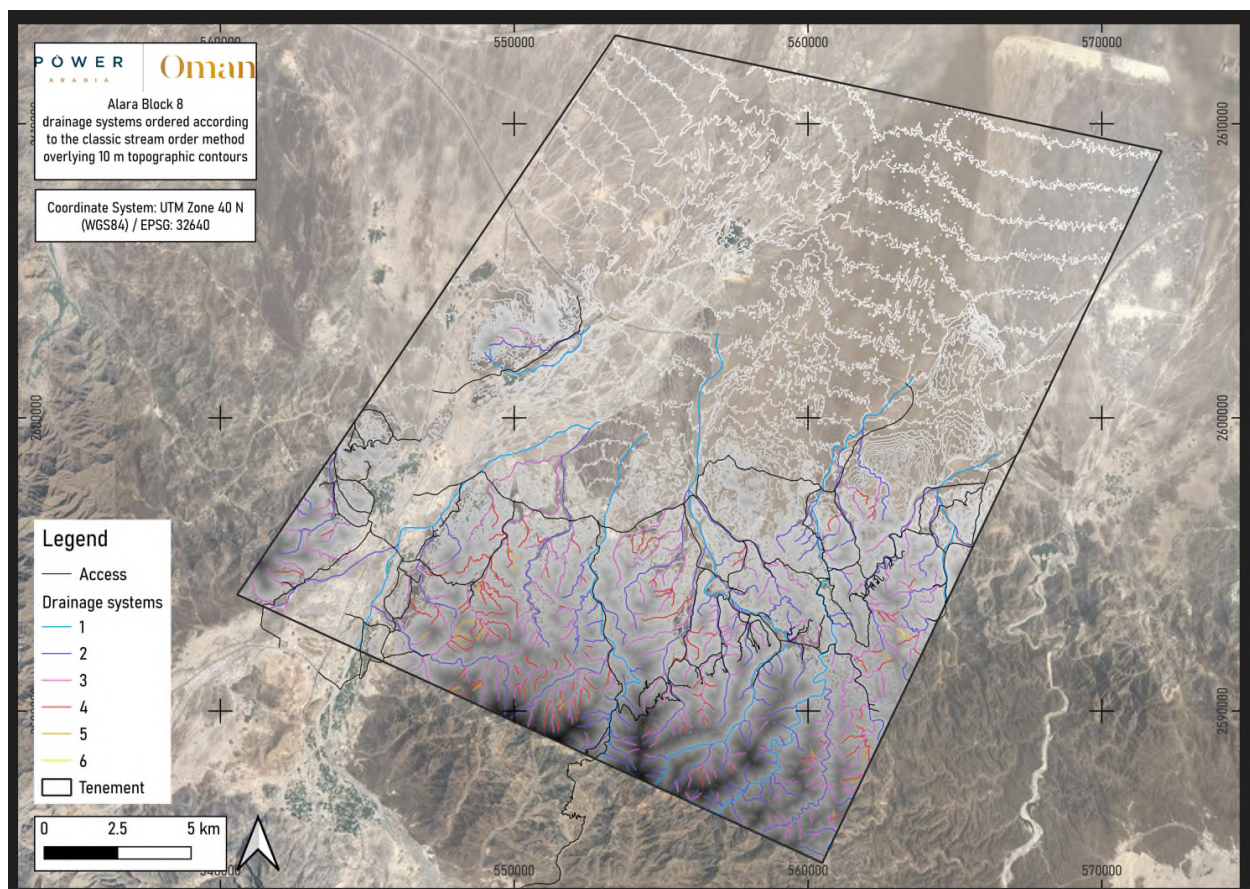 540000
550000
560000
570000
POWER
ARABIA
Oman
Alara Block 8
drainage systems ordered according
to the classic stream order method
overlying 10 m topographic contours
2610000
Coordinate System: UTM Zone 40 N
(WGS84) / EPSG: 32640
2600000
2600000
Legend
Access
Drainage systems
1
2
3
4
5
6
Tenement
2590000
0 2.5 5 km
550000
560000
570000